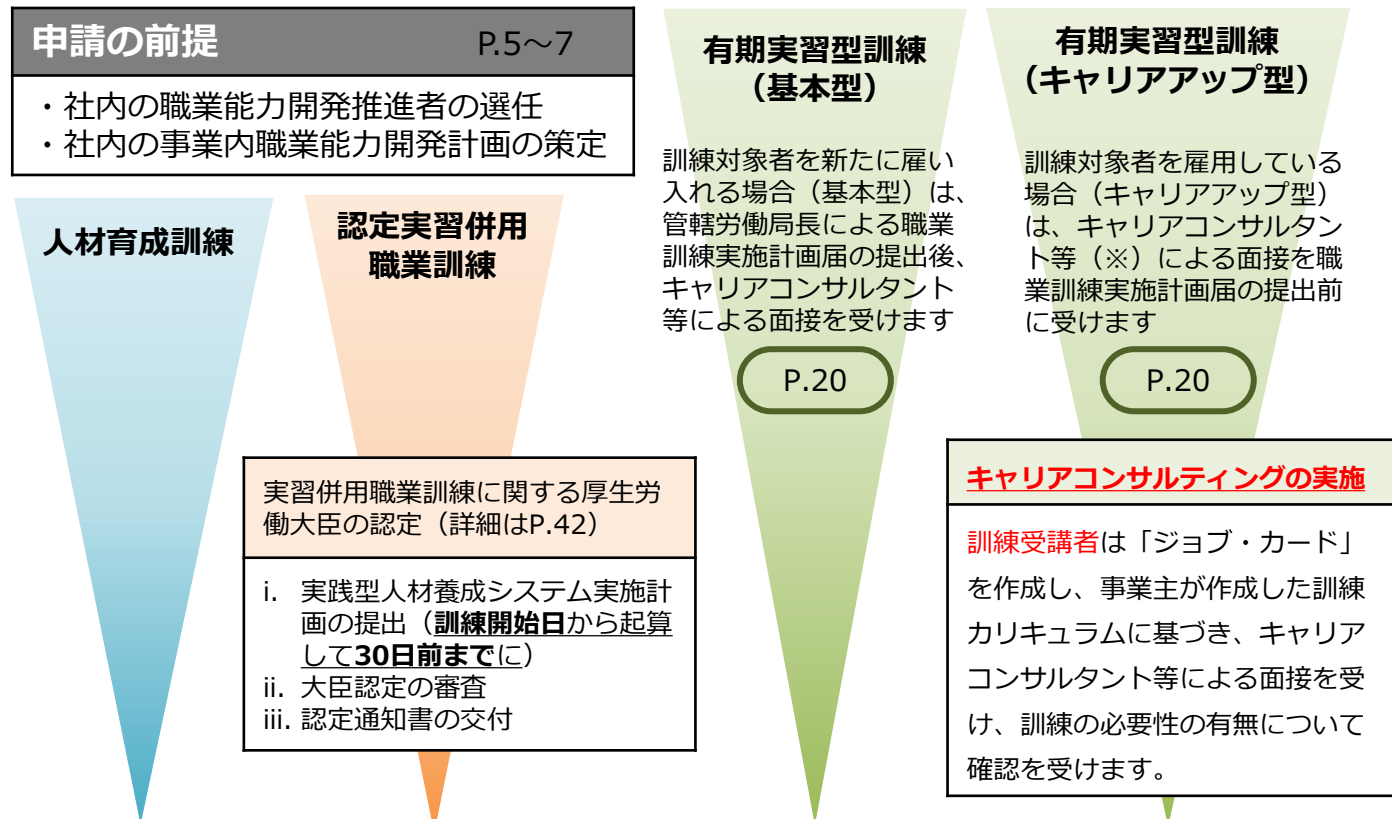 申請の前提 P.5～7
・社内の職業能力開発推進者の選任
・社内の事業内職業能力開発計画の策定
人材育成訓練
認定実習併用
職業訓練
実習併用職業訓練に関する厚生労
働大臣の認定（詳細はP.42）
i. 実践型人材養成システム実施計
画の提出（訓練開始日から起算
して30日前までに）
ii. 大臣認定の審査
iii. 認定通知書の交付
有期実習型訓練
（基本型）
訓練対象者を新たに雇い
入れる場合（基本型）は、
管轄労働局長による職業
訓練実施計画届の提出後、
キャリアコンサルタント
等による面接を受けます
P.20
有期実習型訓練
（キャリアアップ型）
訓練対象者を雇用している
場合（キャリアアップ型）
は、キャリアコンサルタン
ト等（※）による面接を職
業訓練実施計画届の提出前
に受けます
P.20
キャリアコンサルティングの実施
訓練受講者は「ジョブ・カード」
を作成し、事業主が作成した訓練
カリキュラムに基づき、キャリア
コンサルタント等による面接を受
け、訓練の必要性の有無について
確認を受けます。